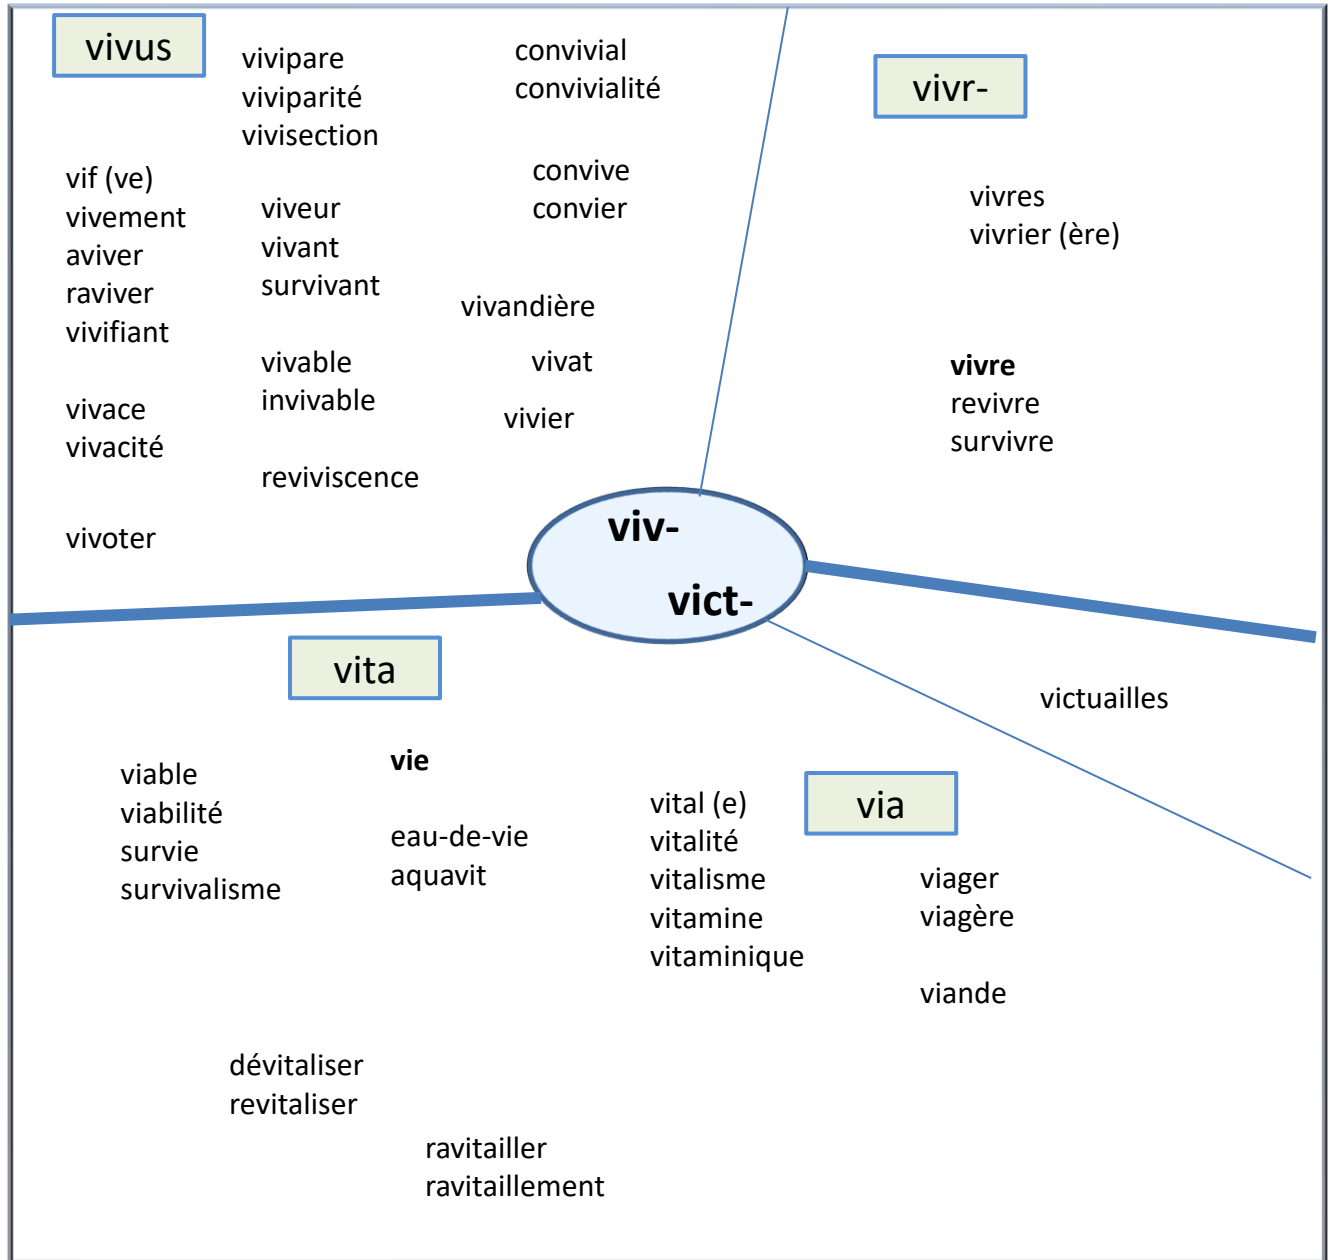 vivus
vivipare
viviparité
vivisection
convivial
convivialité
vif (ve)
vivement
aviver
raviver
vivifiant
viveur
vivant
survivant
convive
convier
vivandière
vivable
invivable
vivat
vivier
vivace
vivacité
reviviscence
vivoter
vivr-
vivres
vivrier (ère)
vivre
revivre
survivre
viv-
vict-
vita
victuailles
viable
viabilité
survie
survivalisme
vie
eau-de-vie
aquavit
vital (e)
vitalité
vitalisme
vitamine
vitaminique
via
viager
viagère
viande
dévitaliser
revitaliser
ravitailler
ravitaillement